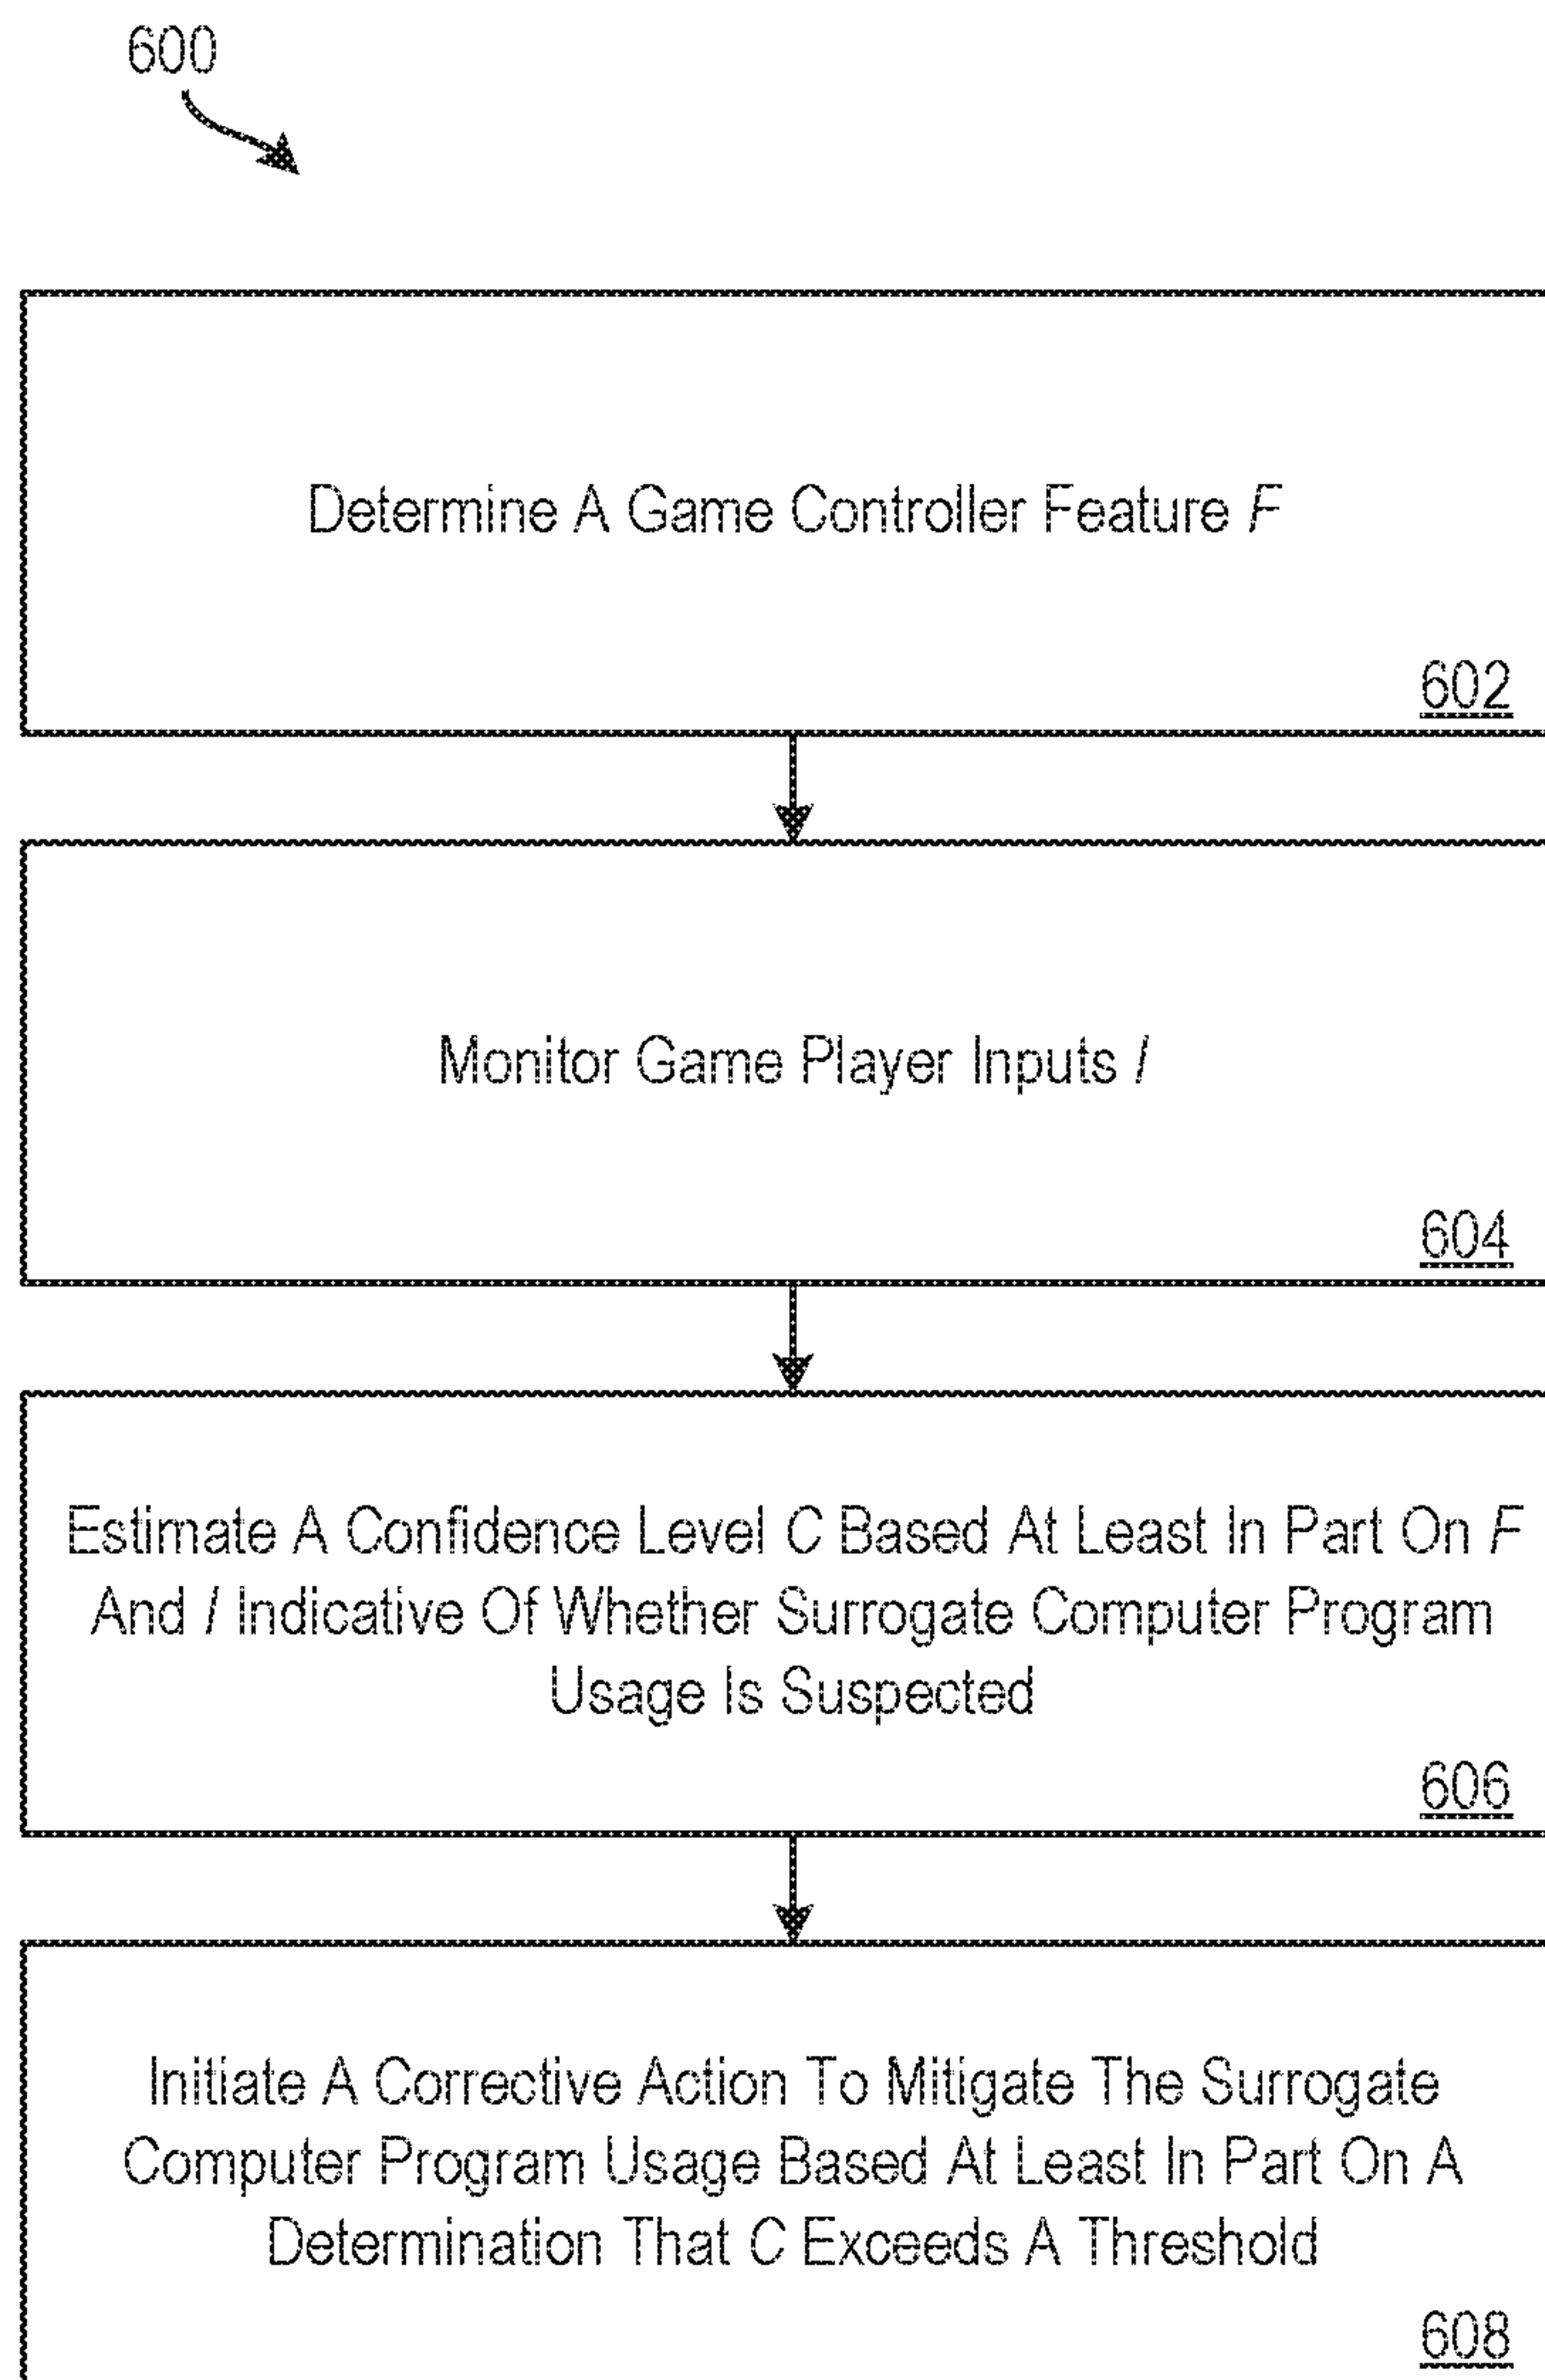 600
Determine A Game Controller Feature F
602
Monitor Game Player Inputs I
604
Estimate A Confidence Level C Based At Least In Part On F
And I Indicative Of Whether Surrogate Computer Program
Usage Is Suspected
606
Initiate A Corrective Action To Mitigate The Surrogate
Computer Program Usage Based At Least In Part On A
Determination That C Exceeds A Threshold
608